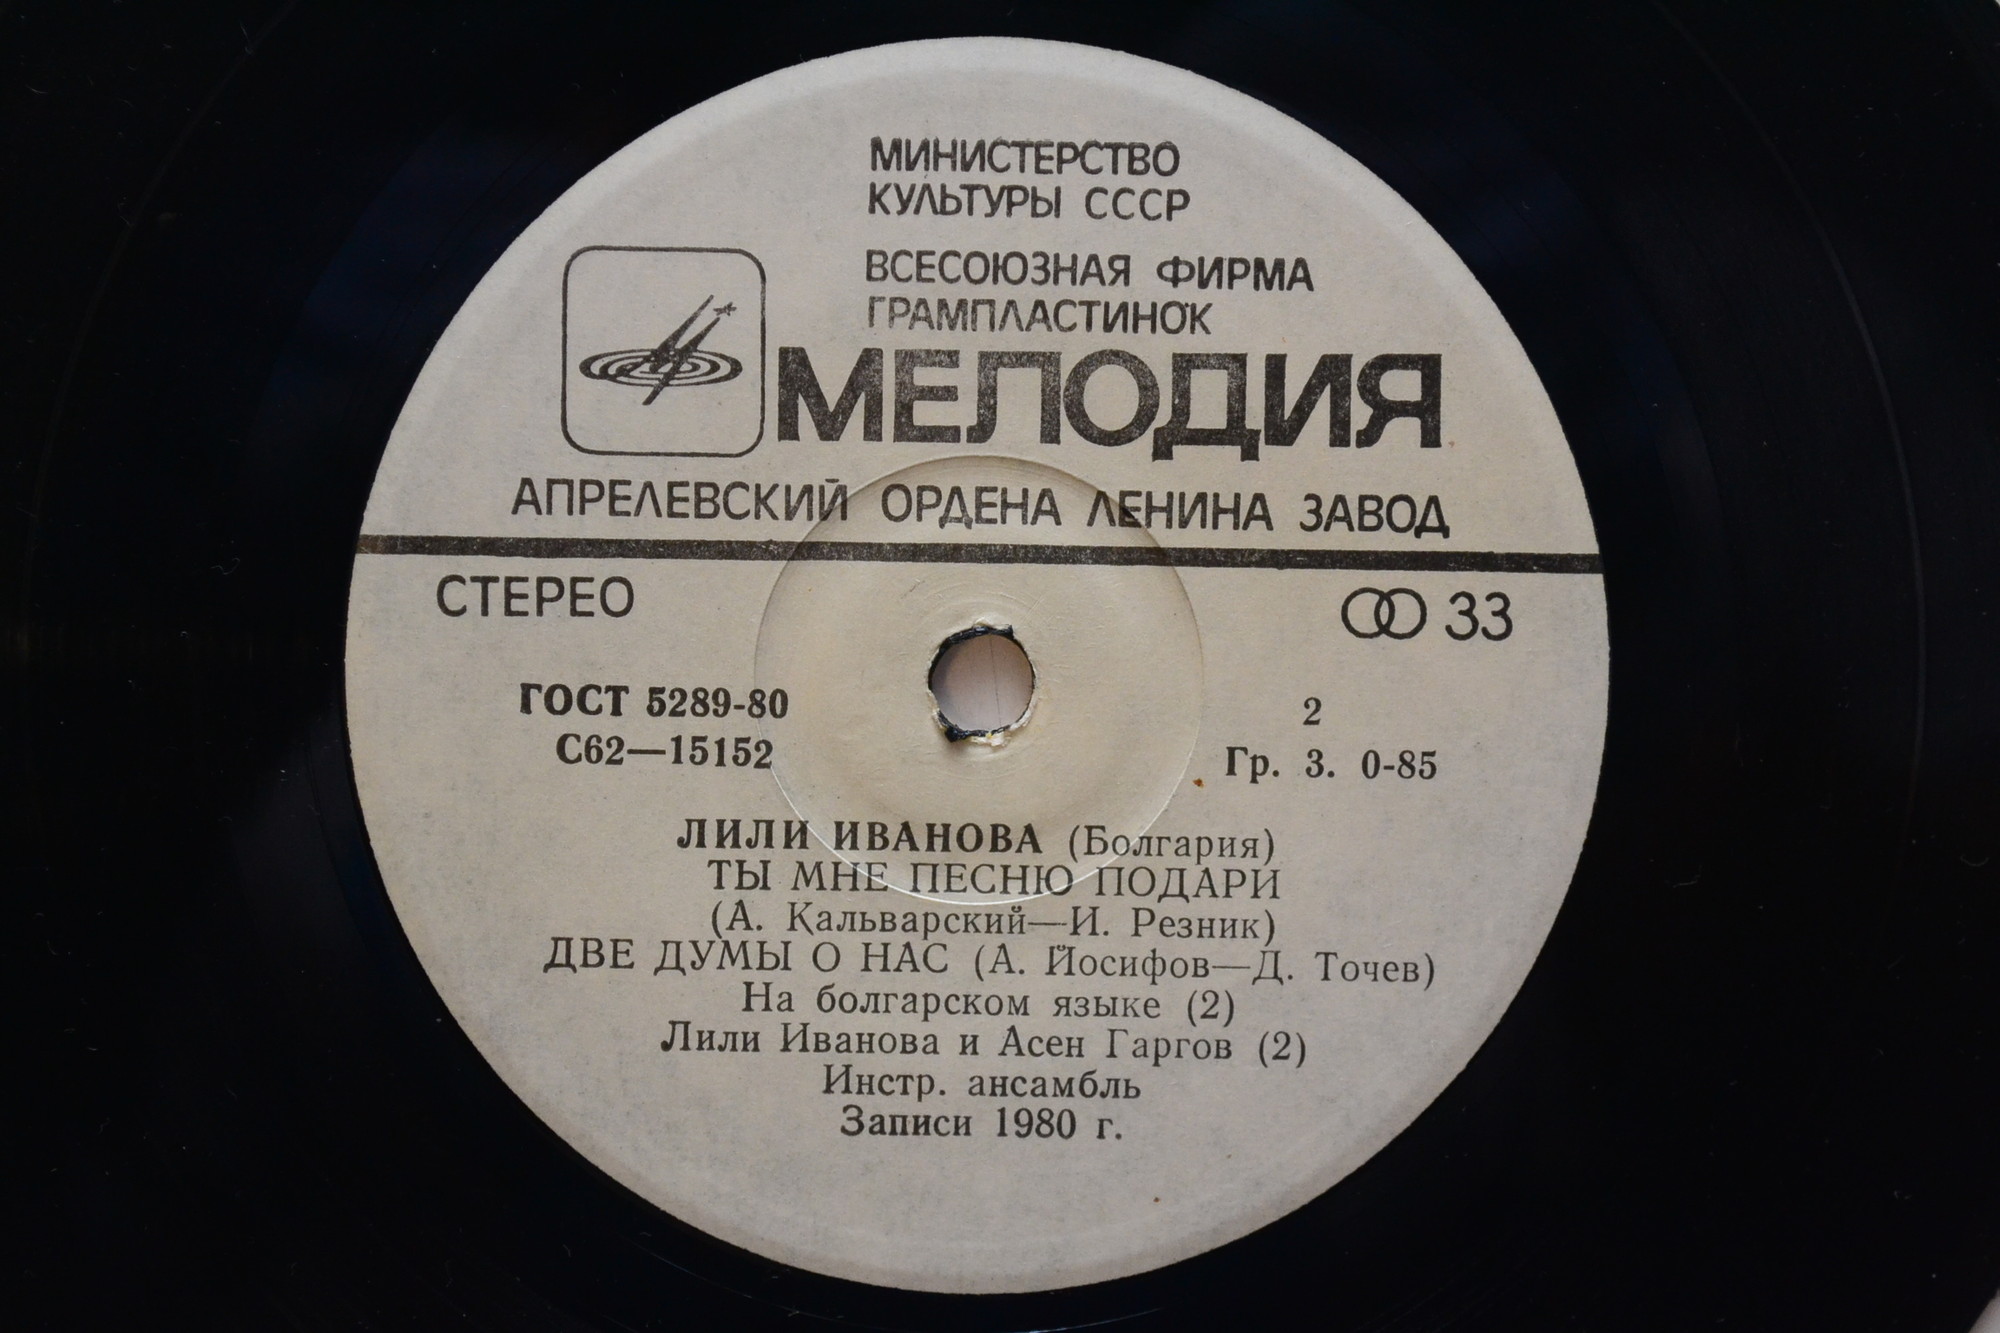 МИНИСТЕРСТВО
КУЛЬТУРЫ СССР
ВСЕСОЮЗНАЯ ФИРМА
ГРАМПЛАСТИНОК
МЕЛОДИЯ
АПРЕЛЕВСКИЙ ОРДЕНА ЛЕНИНА ЗАВОД
СТЕРЕО 33
ГОСТ 5289-80 2
С62—15152 Гр. 3. 0-85
ЛИЛИ ИВАНОВА (Болгария)
ТЫ МНЕ ПЕСНЮ ПОДАРИ
(А. Кальварский—И. Резник)
ДВЕ ДУМЫ О НАС (А. Йосифов—Д. Точев)
На болгарском языке (2)
Лили Иванова и Асен Гаргов (2)
Инстр. ансамбль
Записи 1980 г.